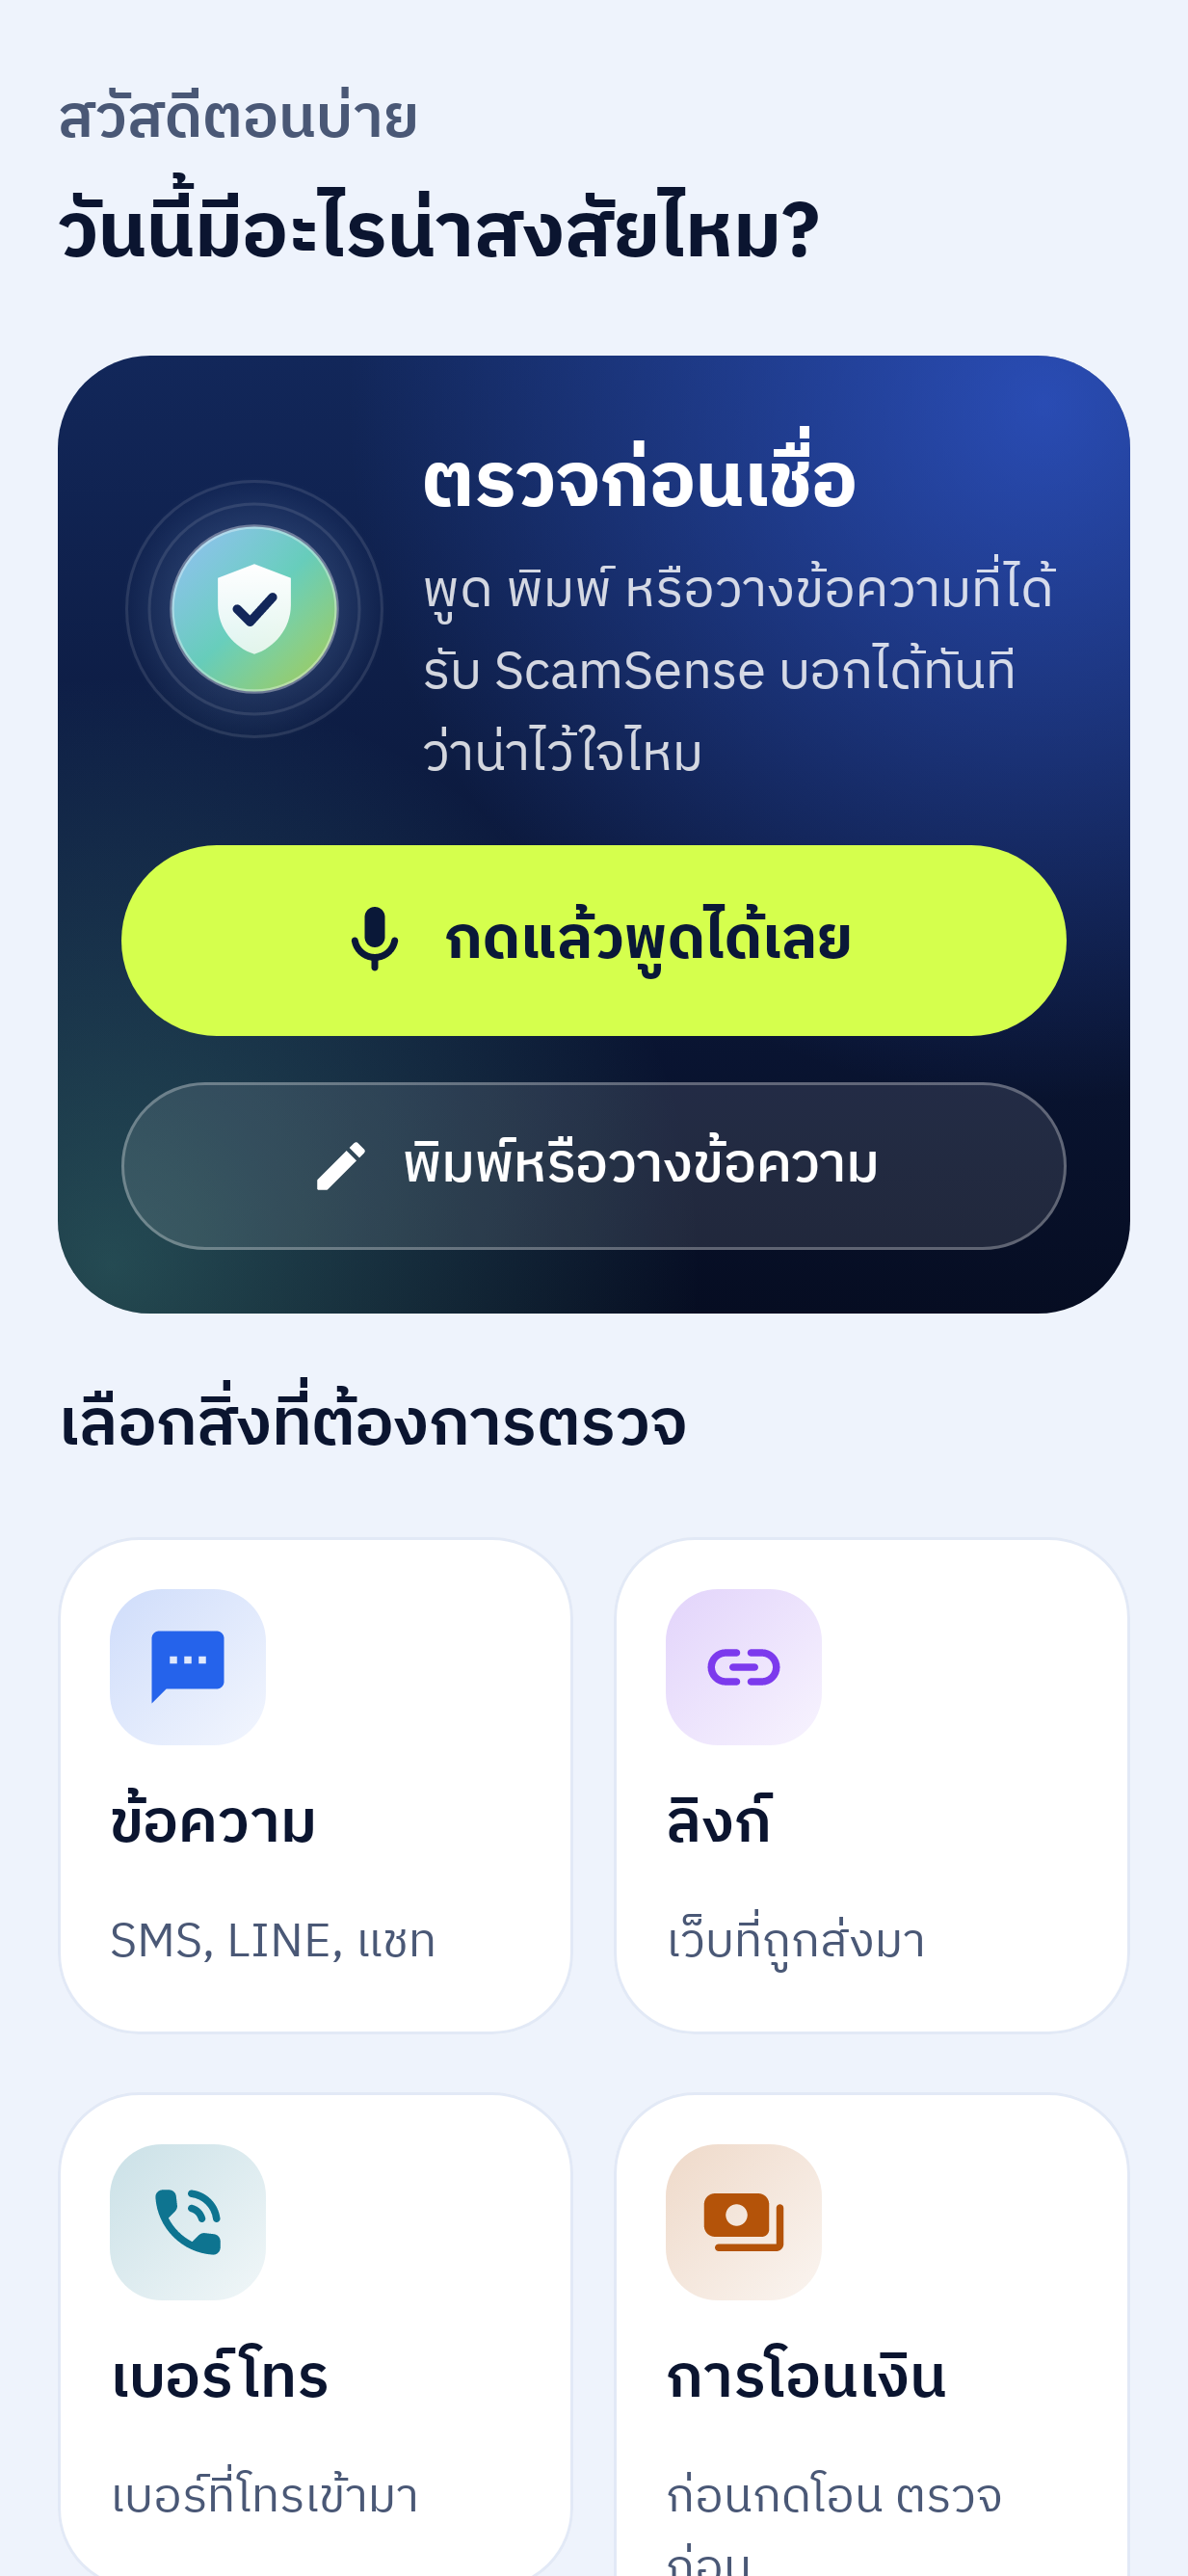 สวัสดีตอนบ่าย
วันนี้มีอะไรน่าสงสัยไหม?
ตรวจก่อนเชื่อ
พูด พิมพ์ หรือวางข้อความที่ได้
รับ ScamSense บอกได้ทันที
ว่าน่าไว้ใจไหม
กดแล้วพูดได้เลย
พิมพ์หรือวางข้อความ
เลือกสิ่งที่ต้องการตรวจ
ข้อความ
SMS, LINE, แชท
ลิงก์
เว็บที่ถูกส่งมา
เบอร์โทร
เบอร์ที่โทรเข้ามา
การโอนเงิน
ก่อนกดโอน ตรวจ
ก่อน